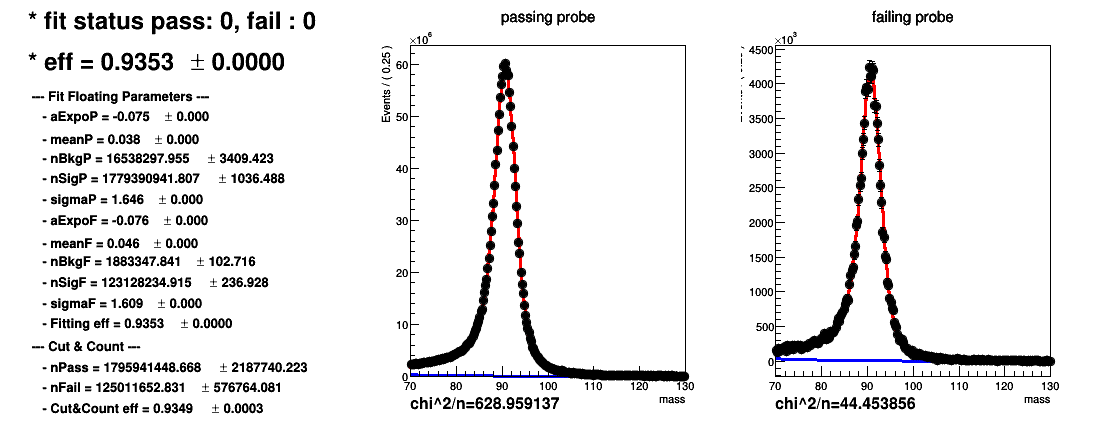 * fit status pass: 0, fail : 0
* eff = 0.9353 ± 0.0000
--- Fit Floating Parameters ---
- aExpoP = -0.075 ± 0.000
- meanP = 0.038 ± 0.000
- nBkgP = 16538297.955 ± 3409.423
- nSigP = 1779390941.807 ± 1036.488
- sigmaP = 1.646 ± 0.000
- aExpoF = -0.076 ± 0.000
- meanF = 0.046 ± 0.000
- nBkgF = 1883347.841 ± 102.716
- nSigF = 123128234.915 ± 236.928
- sigmaF = 1.609 ± 0.000
- Fitting eff = 0.9353 ± 0.0000
--- Cut & Count ---
- nPass = 1795941448.668 ± 2187740.223
- nFail = 125011652.831 ± 576764.081
- Cut&Count eff = 0.9349 ± 0.0003
passing probe
×10^6
Events / ( 0.25 )
60
50
40
30
20
10
0
70 80 90 100 110 120 130
mass
chi^2/n=628.959137
failing probe
×10^3
4500
4000
3500
3000
2500
2000
1500
1000
500
0
70 80 90 100 110 120 130
mass
chi^2/n=44.453856